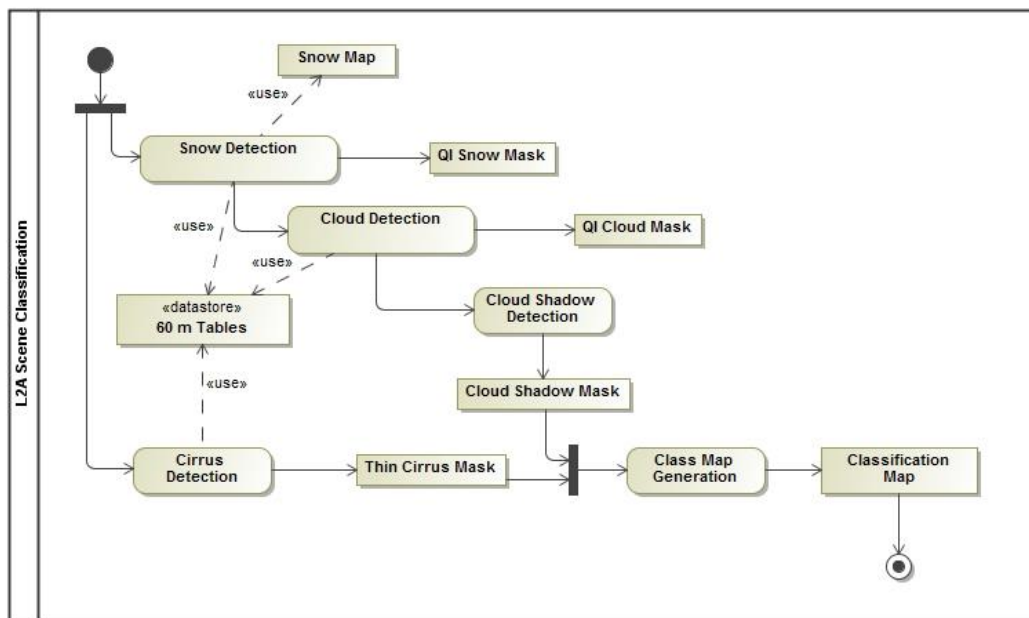 L2A Scene Classification
Snow Map
«use»
Snow Detection
QI Snow Mask
«use»
Cloud Detection
QI Cloud Mask
«use»
«datastore»
60 m Tables
Cloud Shadow
Detection
«use»
Cloud Shadow Mask
Cirrus
Detection
Thin Cirrus Mask
Class Map
Generation
Classification
Map